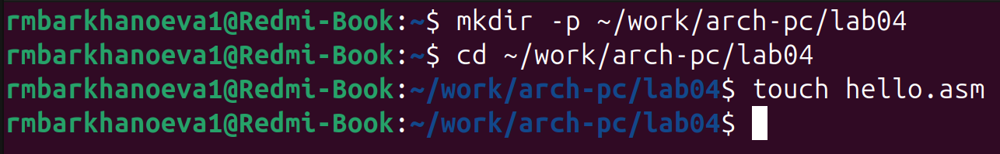 rmbarkhanoeva1@Redmi-Book:~$ mkdir -p ~/work/arch-pc/lab04
rmbarkhanoeva1@Redmi-Book:~$ cd ~/work/arch-pc/lab04
rmbarkhanoeva1@Redmi-Book:~/work/arch-pc/lab04$ touch hello.asm
rmbarkhanoeva1@Redmi-Book:~/work/arch-pc/lab04$